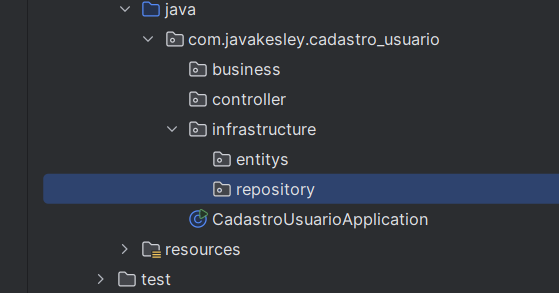 java
com.javakesley.cadastro_usuario
business
controller
infrastructure
entitys
repository
CadastroUsuarioApplication
resources
test